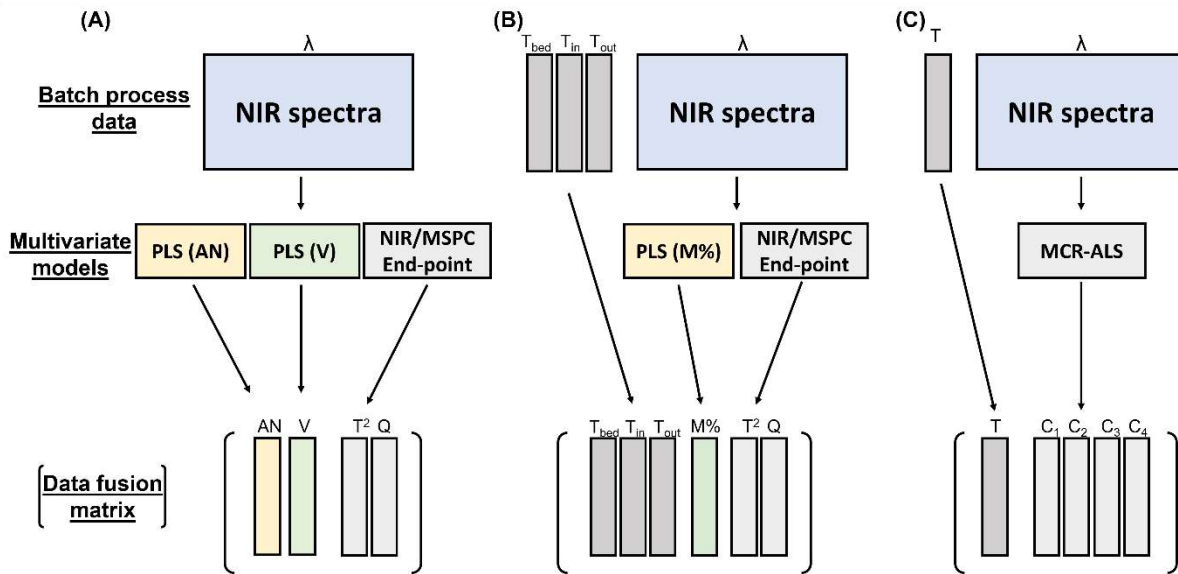 (A) (B) (C)
λ T_bed T_in T_out λ T λ
Batch process
data
NIR spectra NIR spectra NIR spectra
Multivariate
models
PLS (AN) PLS (V) NIR/MSPC
End-point
PLS (M%) NIR/MSPC
End-point
MCR-ALS
AN V T² Q T_bed T_in T_out M% T² Q T C₁ C₂ C₃ C₄
Data fusion
matrix